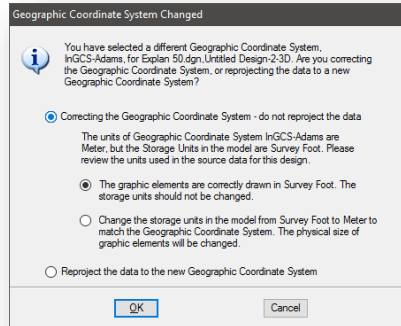 Geographic Coordinate System Changed
You have selected a different Geographic Coordinate System,
InGCS-Adams, for Explan 50.dgn,Untitled Design-2-3D. Are you correcting
the Geographic Coordinate System, or reprojecting the data to a new
Geographic Coordinate System?
Correcting the Geographic Coordinate System - do not reproject the data
The units of Geographic Coordinate System InGCS-Adams are
Meter, but the Storage Units in the model are Survey Foot. Please
review the units used in the source data for this design.
The graphic elements are correctly drawn in Survey Foot. The
storage units should not be changed.
Change the storage units in the model from Survey Foot to Meter to
match the Geographic Coordinate System. The physical size of
graphic elements will be changed.
Reproject the data to the new Geographic Coordinate System
OK Cancel